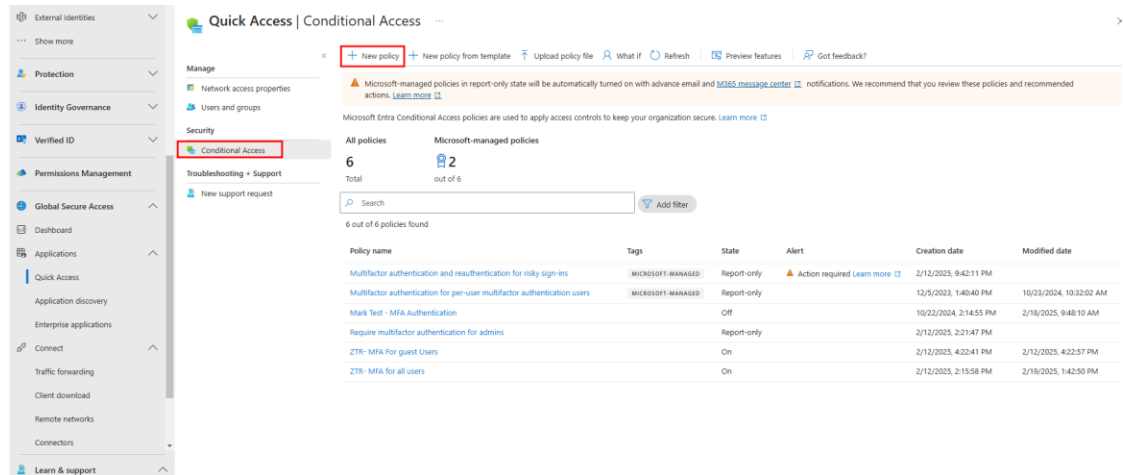 External Identities
Show more
Protection
Identity Governance
Verified ID
Permissions Management
Global Secure Access
Dashboard
Applications
Quick Access
Application discovery
Enterprise applications
Connect
Traffic forwarding
Client download
Remote networks
Connectors
Learn & support
Quick Access | Conditional Access ...
Manage
Network access properties
Users and groups
Security
Conditional Access
Troubleshooting + Support
New support request
+ New policy + New policy from template Upload policy file What if Refresh Preview features Got feedback?
Microsoft-managed policies in report-only state will be automatically turned on with advance email and M365 message center notifications. We recommend that you review these policies and recommended
actions. Learn more
Microsoft Entra Conditional Access policies are used to apply access controls to keep your organization secure. Learn more
All policies Microsoft-managed policies
6 2
Total out of 6
Search Add filter
6 out of 6 policies found
Policy name Tags State Alert Creation date Modified date
Multifactor authentication and reauthentication for risky sign-ins MICROSOFT-MANAGED Report-only Action required Learn more 2/12/2025, 9:42:11 PM
Multifactor authentication for per-user multifactor authentication users MICROSOFT-MANAGED Report-only 12/5/2023, 1:40:40 PM 10/23/2024, 10:32:02 AM
Mark Test - MFA Authentication Off 10/22/2024, 2:14:55 PM 2/18/2025, 9:48:10 AM
Require multifactor authentication for admins Report-only 2/12/2025, 2:21:47 PM
ZTR- MFA For guest Users On 2/12/2025, 4:22:41 PM 2/12/2025, 4:22:57 PM
ZTR- MFA for all users On 2/12/2025, 2:15:58 PM 2/19/2025, 1:42:50 PM